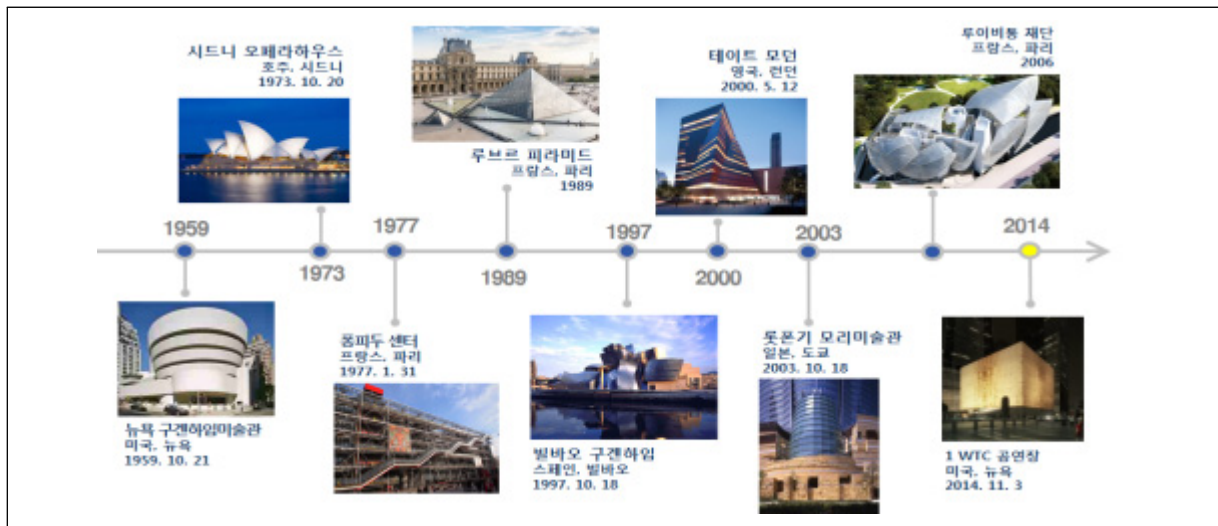 시드니 오페라하우스
호주, 시드니
1973. 10. 20
루브르 피라미드
프랑스, 파리
1989
테이트 모던
영국, 런던
2000. 5. 12
루이비통 재단
프랑스, 파리
2006
1959
1973
1977
1989
1997
2000
2003
2014
뉴욕 구겐하임미술관
미국, 뉴욕
1959. 10. 21
퐁피두 센터
프랑스, 파리
1977. 1. 31
빌바오 구겐하임
스페인, 빌바오
1997. 10. 18
롯폰기 모리미술관
일본, 도쿄
2003. 10. 18
1 WTC 공연장
미국, 뉴욕
2014. 11. 3